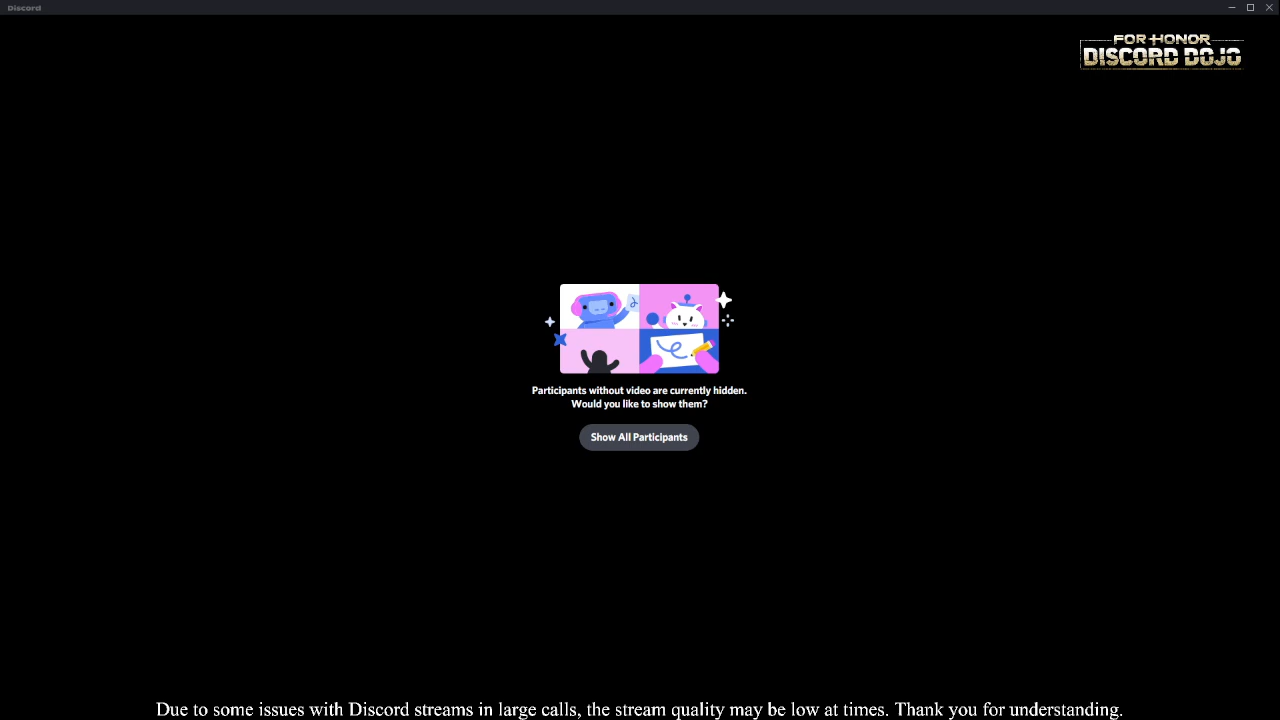 Discord
FOR HONOR
DISCORD DOJO
Participants without video are currently hidden.
Would you like to show them?
Show All Participants
Due to some issues with Discord streams in large calls, the stream quality may be low at times. Thank you for understanding.